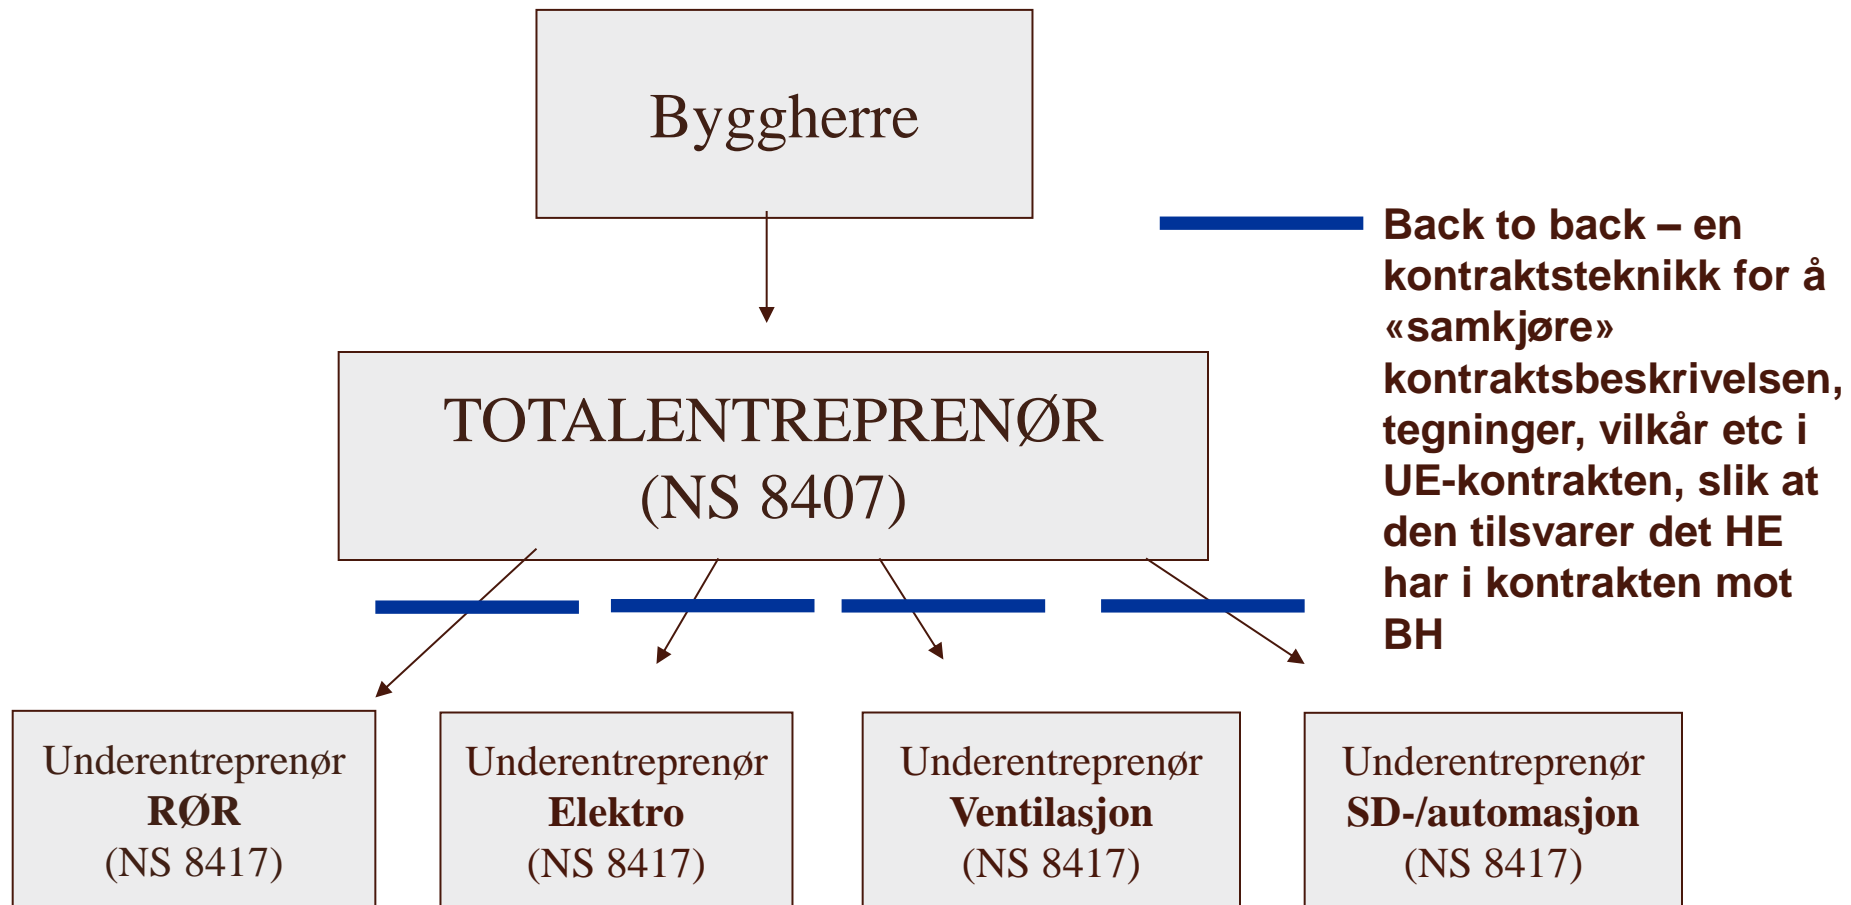 Byggherre
Back to back – en
kontraktsteknikk for å
«samkjøre»
kontraktsbeskrivelsen,
tegninger, vilkår etc i
UE-kontrakten, slik at
den tilsvarer det HE
har i kontrakten mot
BH
TOTALENTREPRENØR
(NS 8407)
Underentreprenør
RØR
(NS 8417)
Underentreprenør
Elektro
(NS 8417)
Underentreprenør
Ventilasjon
(NS 8417)
Underentreprenør
SD-/automasjon
(NS 8417)